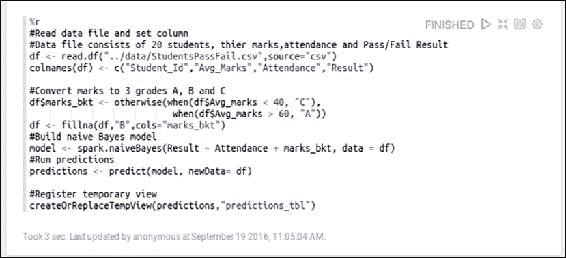 %r
FINISHED
#Read data file and set column
#Data file consists of 20 students, thier marks,attendance and Pass/Fail Result
df <- read.df("../data/StudentsPassFail.csv",source="csv")
colnames(df) <- c("Student_Id","Avg_Marks","Attendance","Result")
#Convert marks to 3 grades A, B and C
df$marks_bkt <- otherwise(when(df$Avg_marks < 40, "C"),
when(df$Avg_marks > 60, "A"))
df <- fillna(df,"B",cols="marks_bkt")
#Build naive Bayes model
model <- spark.naiveBayes(Result ~ Attendance + marks_bkt, data = df)
#Run predictions
predictions <- predict(model, newData= df)
#Register temporary view
createOrReplaceTempView(predictions,"predictions_tbl")
Took 3 sec. Last updated by anonymous at September 19 2016, 11:05:04 AM.